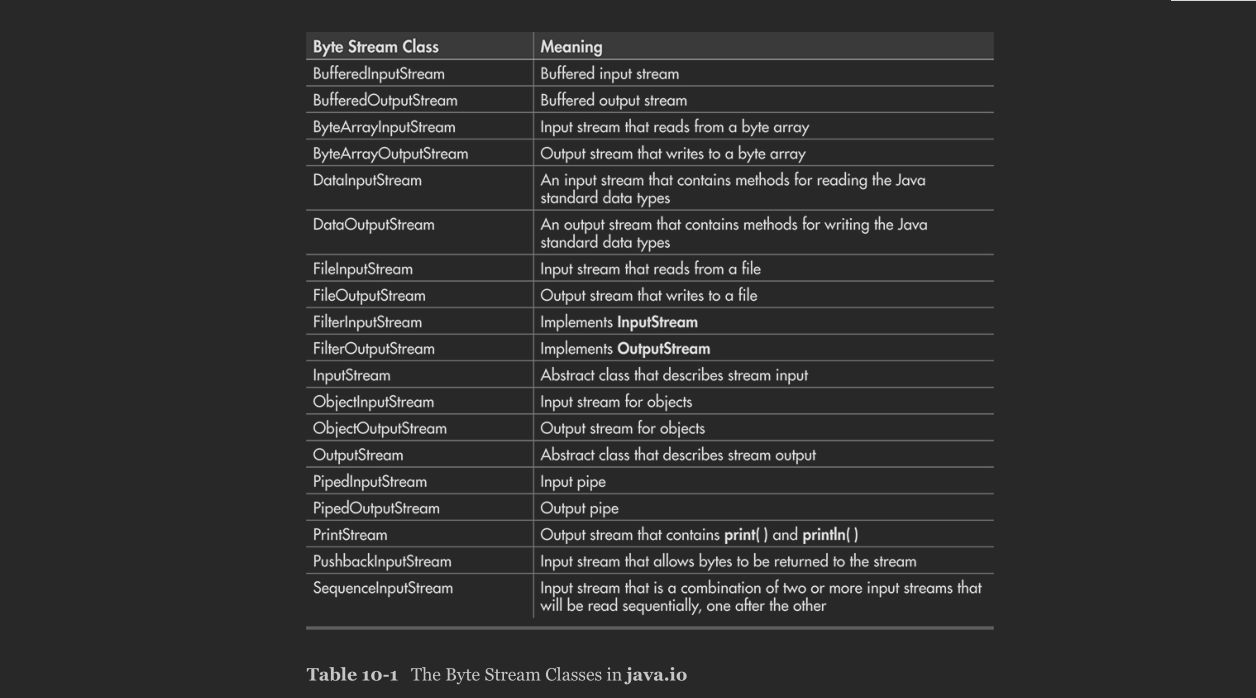 Byte Stream Class Meaning
BufferedInputStream Buffered input stream
BufferedOutputStream Buffered output stream
ByteArrayInputStream Input stream that reads from a byte array
ByteArrayOutputStream Output stream that writes to a byte array
DataInputStream An input stream that contains methods for reading the Java
standard data types
DataOutputStream An output stream that contains methods for writing the Java
standard data types
FileInputStream Input stream that reads from a file
FileOutputStream Output stream that writes to a file
FilterInputStream Implements InputStream
FilterOutputStream Implements OutputStream
InputStream Abstract class that describes stream input
ObjectInputStream Input stream for objects
ObjectOutputStream Output stream for objects
OutputStream Abstract class that describes stream output
PipedInputStream Input pipe
PipedOutputStream Output pipe
PrintStream Output stream that contains print( ) and println( )
PushbackInputStream Input stream that allows bytes to be returned to the stream
SequenceInputStream Input stream that is a combination of two or more input streams that
will be read sequentially, one after the other
Table 10-1 The Byte Stream Classes in java.io